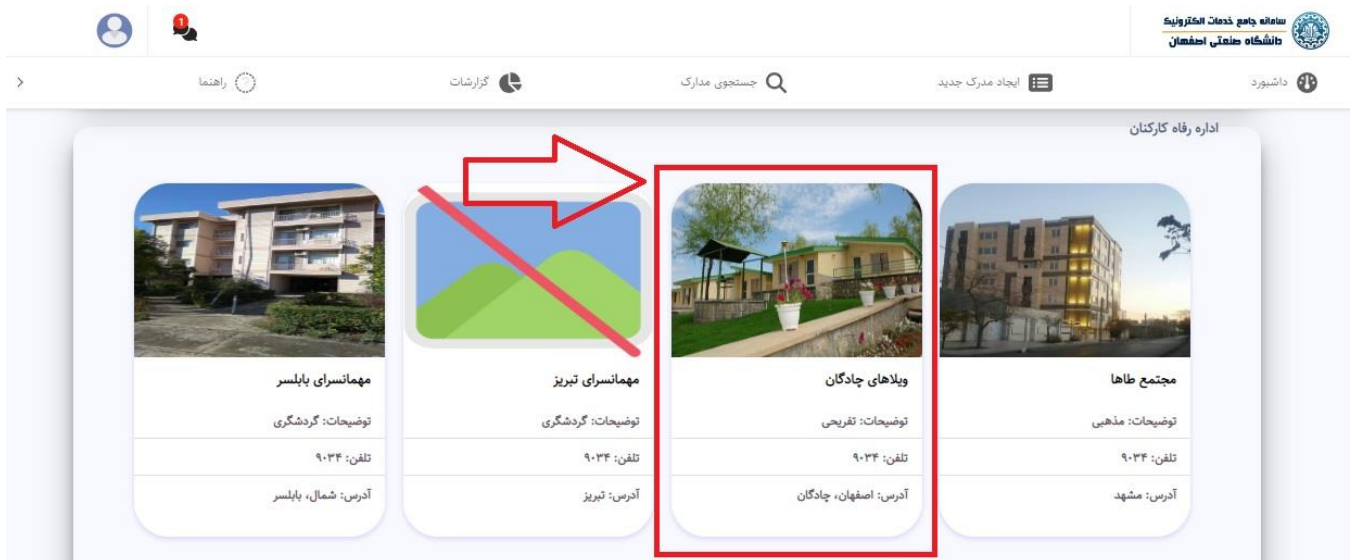 سامانه جامع خدمات الکترونیک
دانشگاه صنعتی اصفهان
1
داشبورد
ایجاد مدرک جدید
جستجوی مدارک
گزارشات
راهنما
اداره رفاه کارکنان
مجتمع طاها
توضیحات: مذهبی
تلفن: ۹۰۳۴
آدرس: مشهد
ویلاهای چادگان
توضیحات: تفریحی
تلفن: ۹۰۳۴
آدرس: اصفهان، چادگان
مهمانسرای تبریز
توضیحات: گردشگری
تلفن: ۹۰۳۴
آدرس: تبریز
مهمانسرای بابلسر
توضیحات: گردشگری
تلفن: ۹۰۳۴
آدرس: شمال، بابلسر